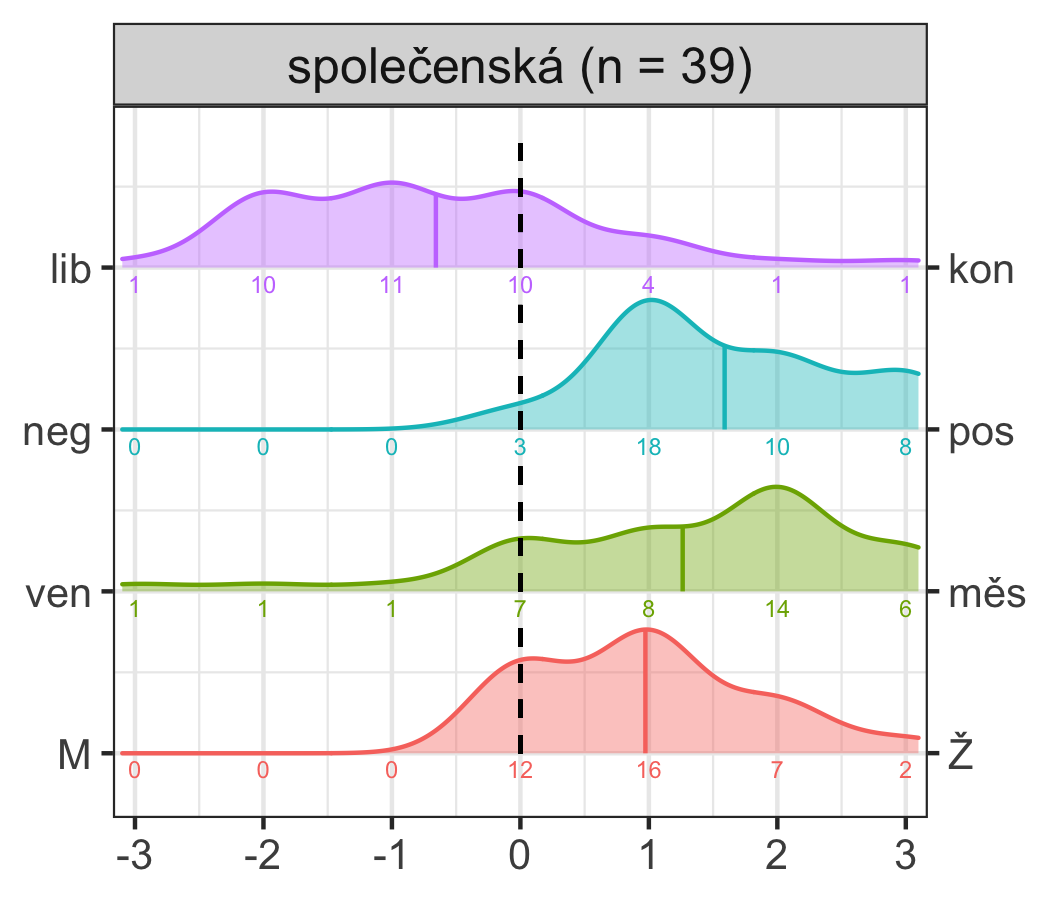 společenská (n = 39)
lib kon
1 10 11 10 4 1 1
neg pos
0 0 0 3 18 10 8
ven měs
1 1 1 7 8 14 6
M Ž
0 0 0 12 16 7 2
-3 -2 -1 0 1 2 3